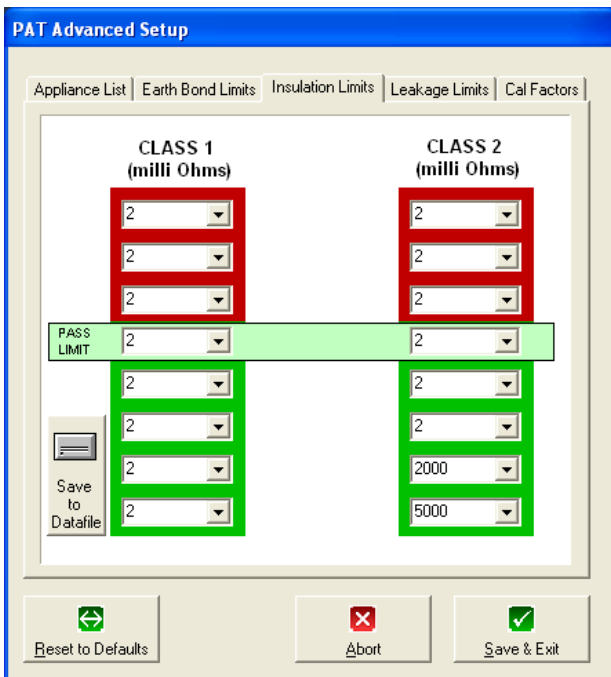 PAT Advanced Setup
Appliance List Earth Bond Limits Insulation Limits Leakage Limits Cal Factors
CLASS 1 CLASS 2
(milli Ohms) (milli Ohms)
2 2
2 2
2 2
PASS
LIMIT 2 2
2 2
2 2
2 2000
2 5000
Save
to
Datafile
Reset to Defaults Abort Save & Exit